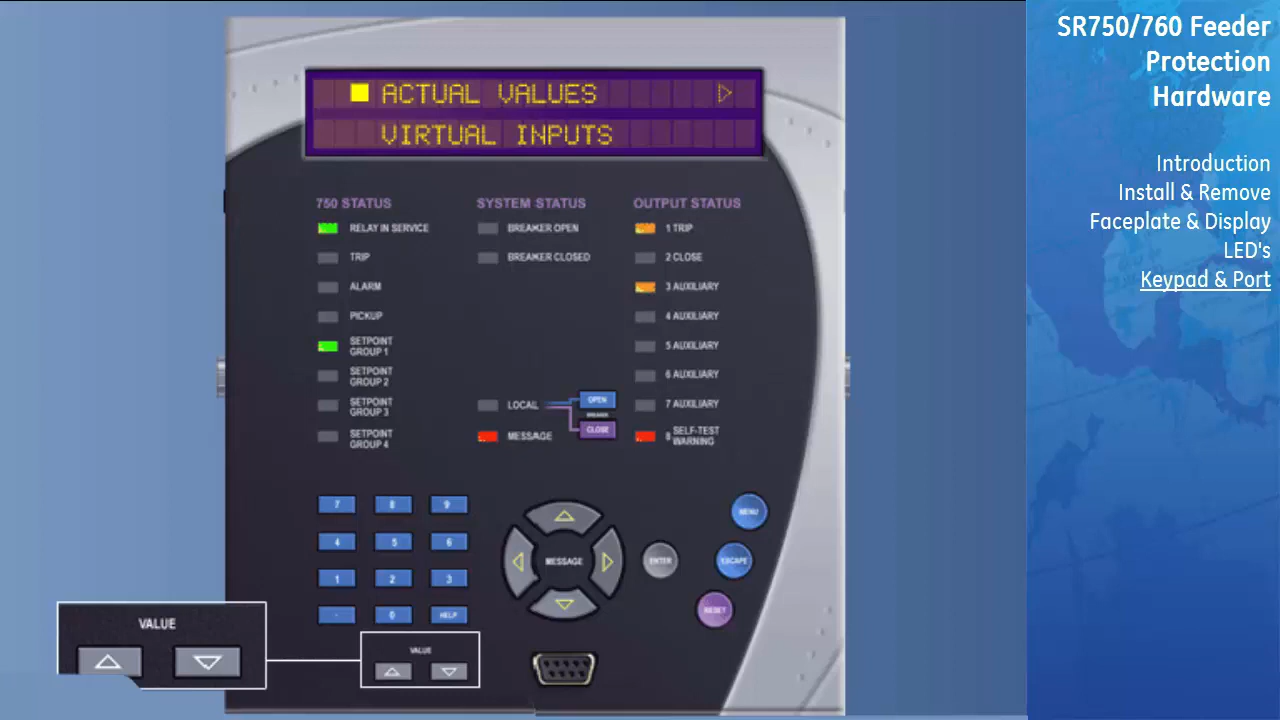 SR750/760 Feeder
Protection
Hardware
Introduction
Install & Remove
Faceplate & Display
LED's
Keypad & Port
ACTUAL VALUES
VIRTUAL INPUTS
750 STATUS
RELAY IN SERVICE
TRIP
ALARM
PICKUP
SETPOINT
GROUP 1
SETPOINT
GROUP 2
SETPOINT
GROUP 3
SETPOINT
GROUP 4
SYSTEM STATUS
BREAKER OPEN
BREAKER CLOSED
LOCAL
OPEN
BREAKER
CLOSE
MESSAGE
OUTPUT STATUS
1 TRIP
2 CLOSE
3 AUXILIARY
4 AUXILIARY
5 AUXILIARY
6 AUXILIARY
7 AUXILIARY
8 SELF-TEST
WARNING
7 8 9
4 5 6
1 2 3
. 0 HELP
MESSAGE
ENTER
MENU
ESCAPE
RESET
VALUE
VALUE